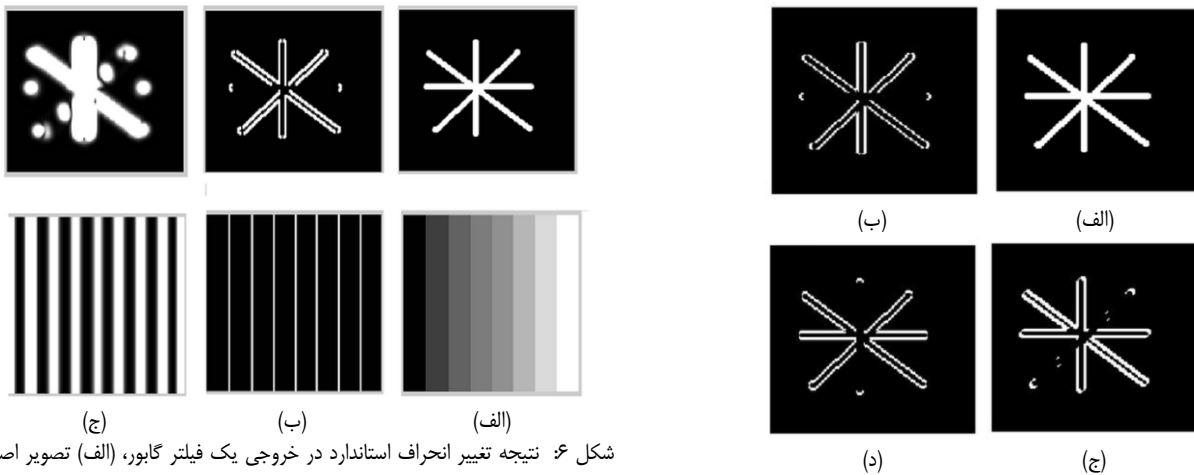 (الف) (ب)
(الف) (ب) (ج)
(ج) (د)
شکل ۶: نتیجه تغییر انحراف استاندارد در خروجی یک فیلتر گابور، (الف) تصویر